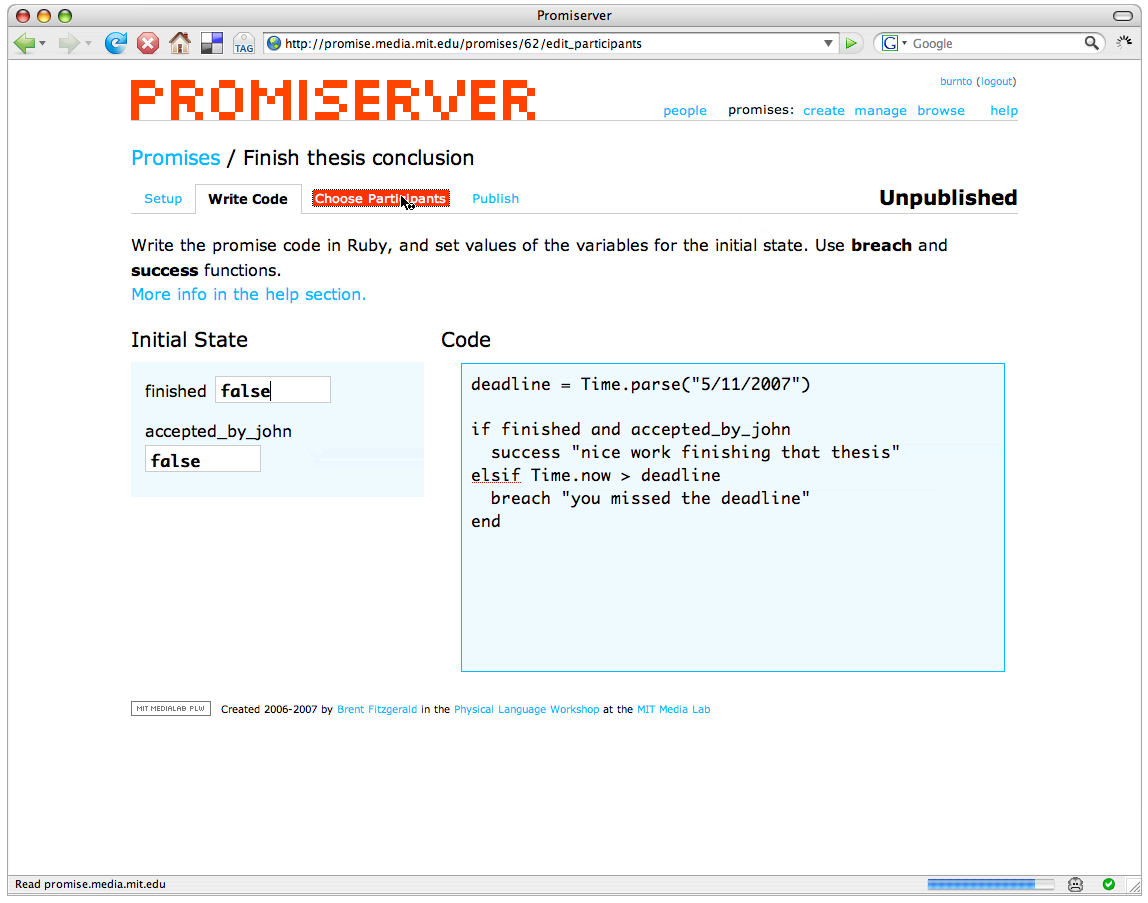 Promiserver
TAG
http://promise.media.mit.edu/promises/62/edit_participants
G Google
burnto (logout)
PROMISERVER
people promises: create manage browse help
Promises / Finish thesis conclusion
Setup Write Code Choose Participants Publish Unpublished
Write the promise code in Ruby, and set values of the variables for the initial state. Use breach and
success functions.
More info in the help section.
Initial State
finished false
accepted_by_john
false
Code
deadline = Time.parse("5/11/2007")
if finished and accepted_by_john
success "nice work finishing that thesis"
elsif Time.now > deadline
breach "you missed the deadline"
end
MIT MEDIALAB PLW Created 2006-2007 by Brent Fitzgerald in the Physical Language Workshop at the MIT Media Lab
Read promise.media.mit.edu